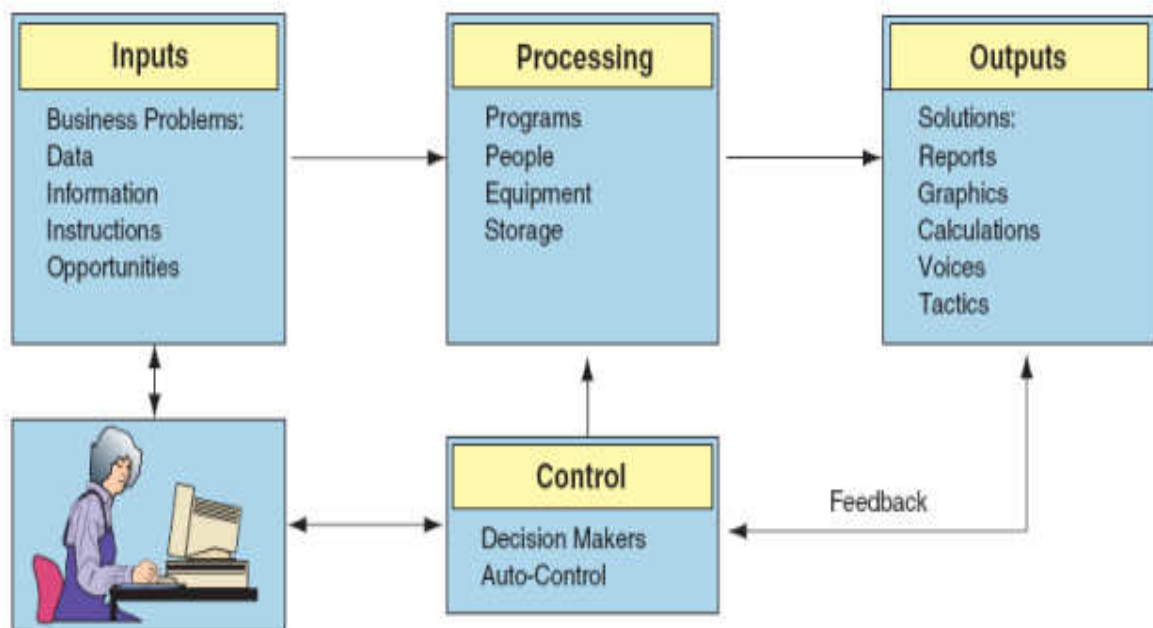 Inputs
Business Problems:
Data
Information
Instructions
Opportunities
Processing
Programs
People
Equipment
Storage
Outputs
Solutions:
Reports
Graphics
Calculations
Voices
Tactics
Control
Decision Makers
Auto-Control
Feedback